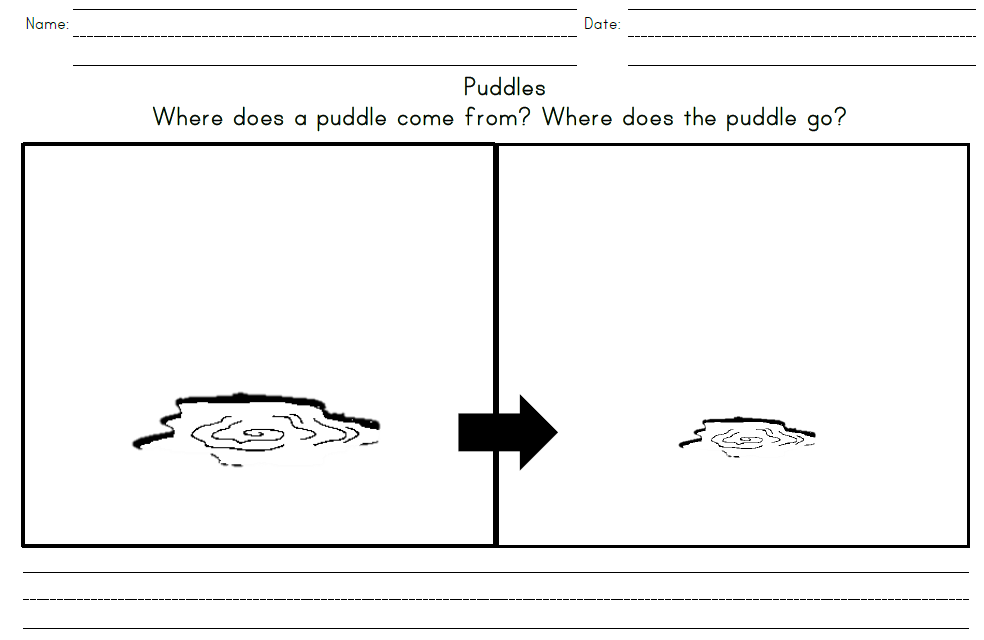 Name: Date:
Puddles
Where does a puddle come from? Where does the puddle go?